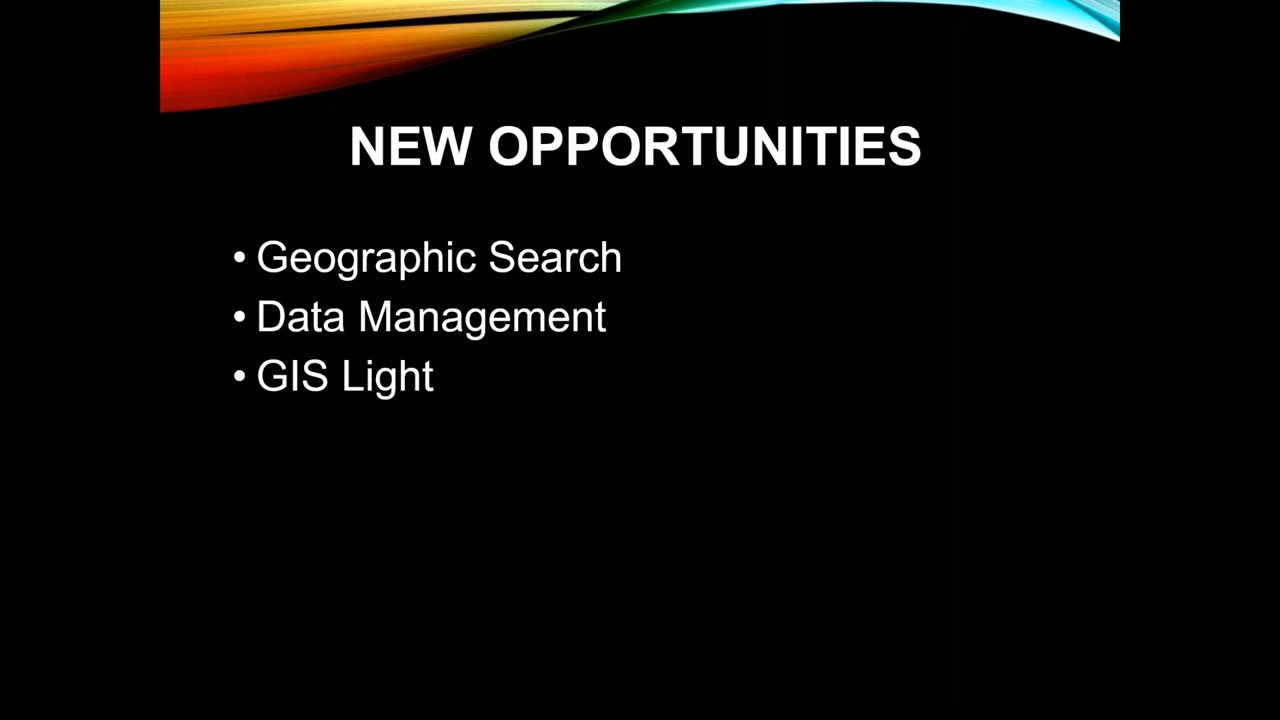 NEW OPPORTUNITIES
• Geographic Search
• Data Management
• GIS Light